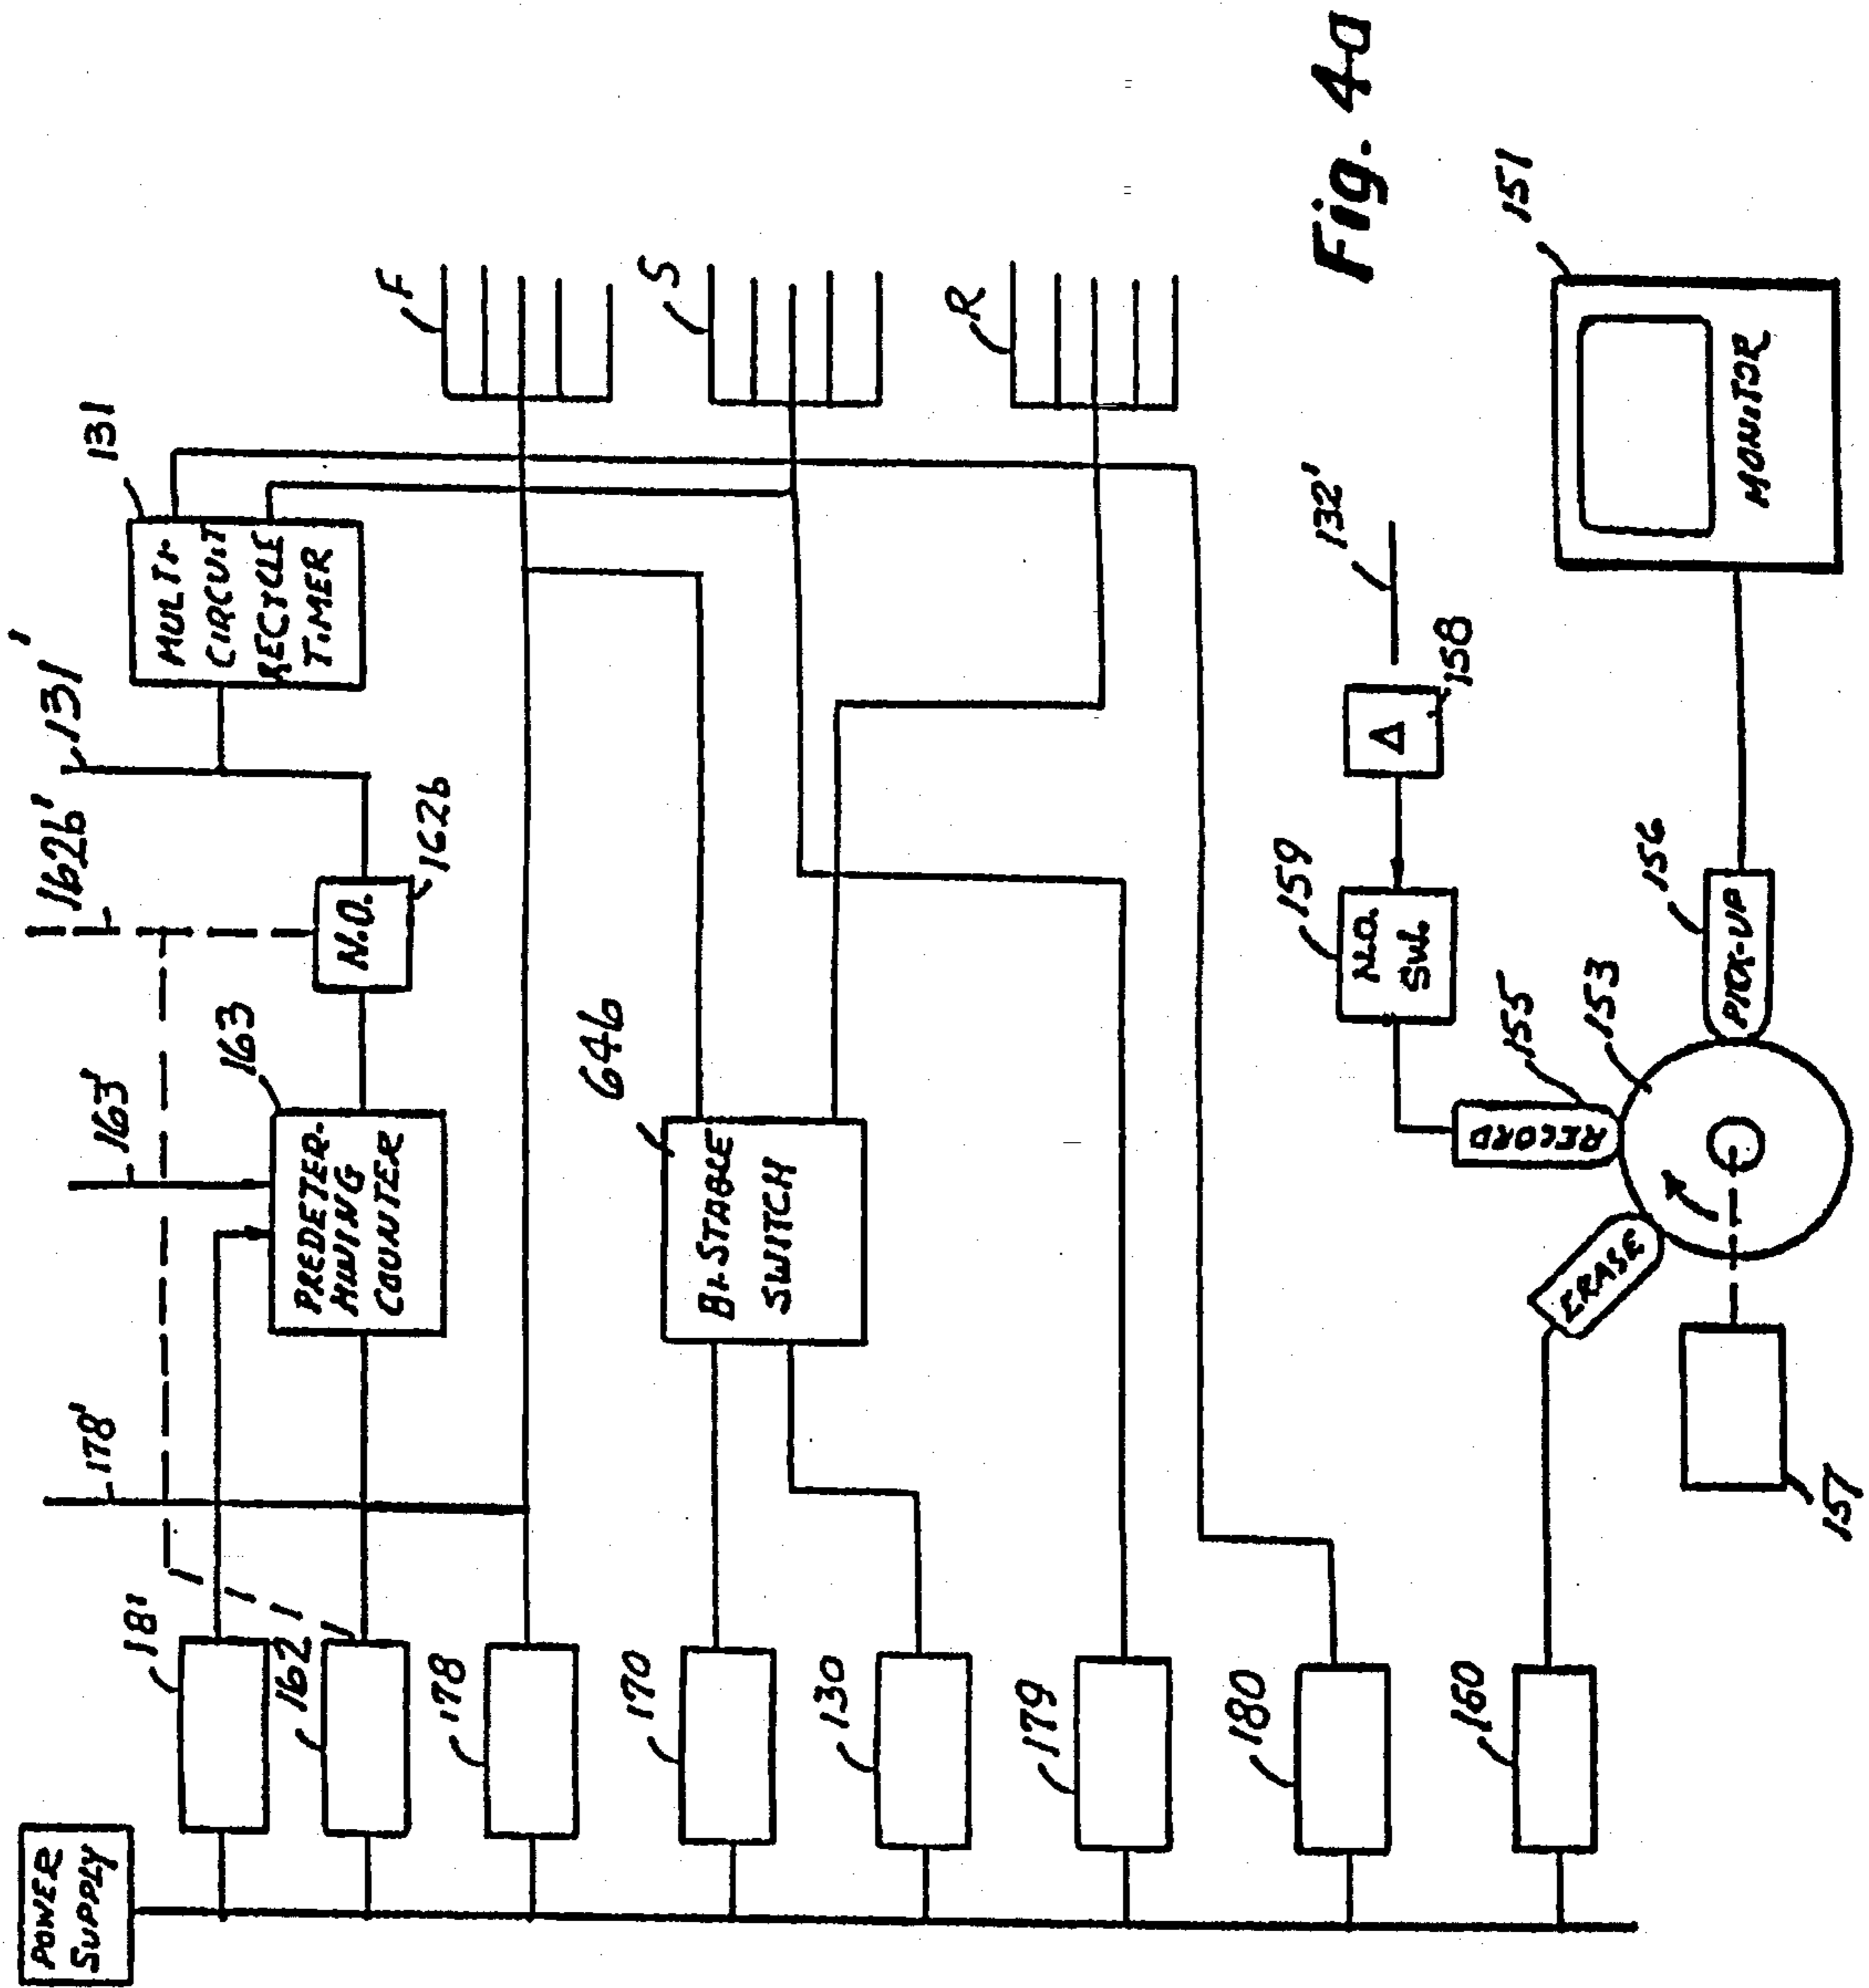 POWER
SUPPLY
181
162
178
170
130
179
180
160
178'
163'
162b'
131'
PREDETER-
MINING
COUNTER
163
N.O.
162b
MULTI-
CIRCUIT
RECYCLE
TIMER
131
BI-STABLE
SWITCH
64b
F
S
R
ERASE
RECORD
155
153
PICK-UP
156
157
N.O.
SW.
159
Δ
158
132'
MONITOR
151
Fig. 4a